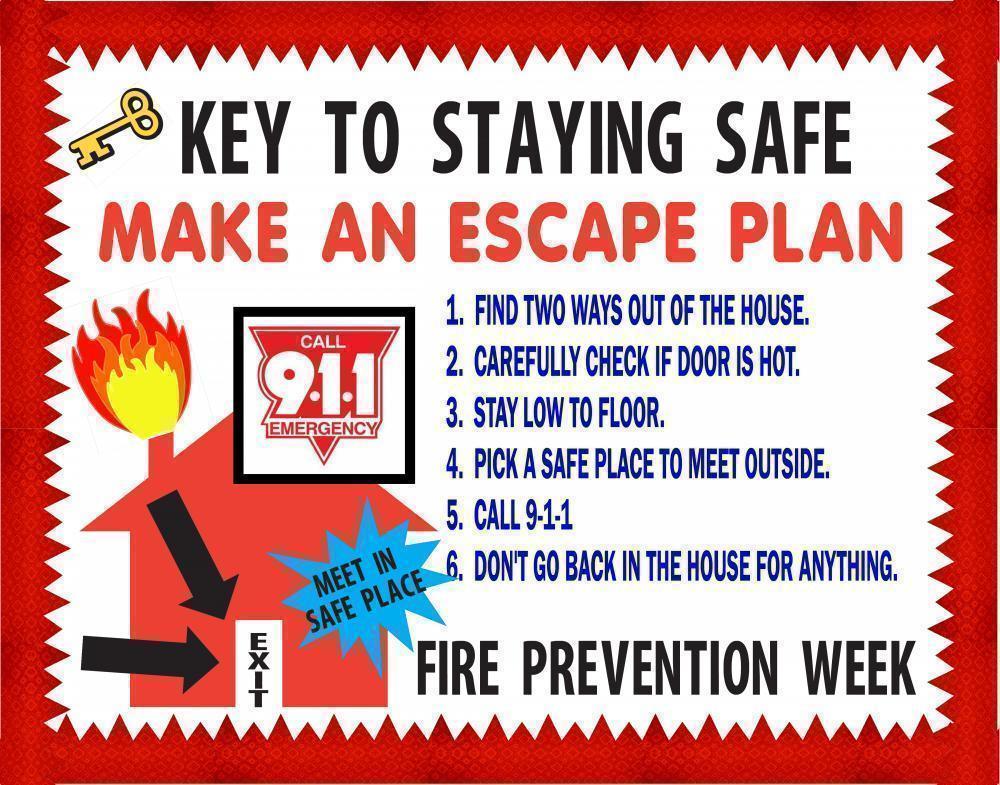 KEY TO STAYING SAFE
MAKE AN ESCAPE PLAN
CALL
9·1·1
EMERGENCY
1. FIND TWO WAYS OUT OF THE HOUSE.
2. CAREFULLY CHECK IF DOOR IS HOT.
3. STAY LOW TO FLOOR.
4. PICK A SAFE PLACE TO MEET OUTSIDE.
5. CALL 9-1-1
6. DON'T GO BACK IN THE HOUSE FOR ANYTHING.
MEET IN
SAFE PLACE
EXIT
FIRE PREVENTION WEEK